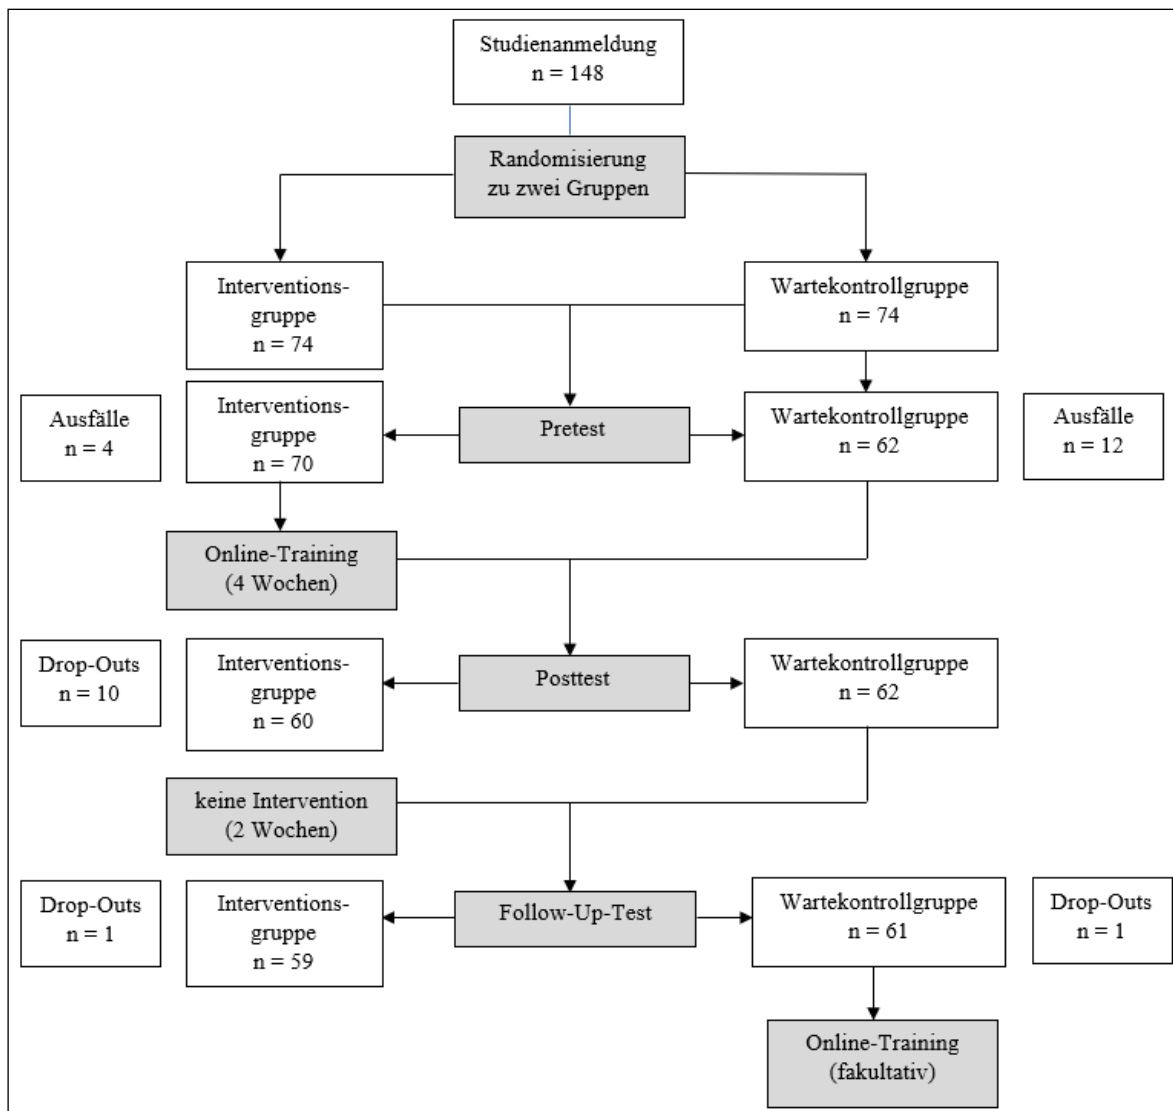 Studienanmeldung
n = 148
Randomisierung
zu zwei Gruppen
Interventions-
gruppe
n = 74
Wartekontrollgruppe
n = 74
Ausfälle
n = 4
Interventions-
gruppe
n = 70
Pretest
Wartekontrollgruppe
n = 62
Ausfälle
n = 12
Online-Training
(4 Wochen)
Drop-Outs
n = 10
Interventions-
gruppe
n = 60
Posttest
Wartekontrollgruppe
n = 62
keine Intervention
(2 Wochen)
Drop-Outs
n = 1
Interventions-
gruppe
n = 59
Follow-Up-Test
Wartekontrollgruppe
n = 61
Drop-Outs
n = 1
Online-Training
(fakultativ)